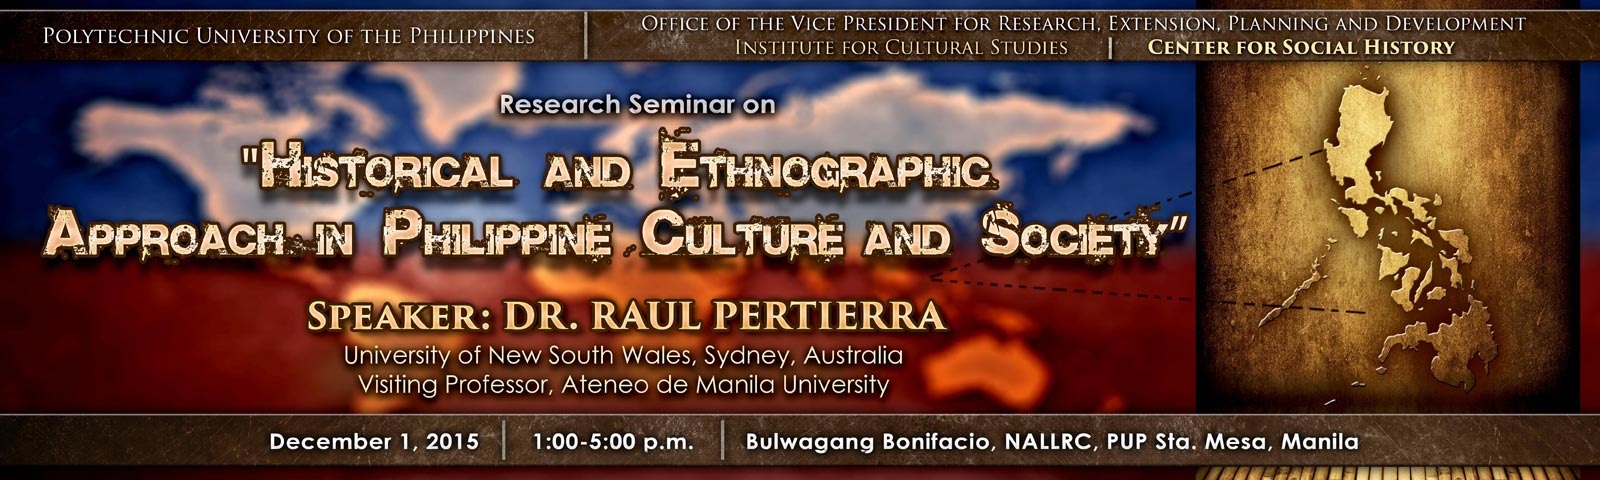 POLYTECHNIC UNIVERSITY OF THE PHILIPPINES
OFFICE OF THE VICE PRESIDENT FOR RESEARCH, EXTENSION, PLANNING AND DEVELOPMENT
INSTITUTE FOR CULTURAL STUDIES | CENTER FOR SOCIAL HISTORY
Research Seminar on
"HISTORICAL AND ETHNOGRAPHIC
APPROACH IN PHILIPPINE CULTURE AND SOCIETY"
SPEAKER: DR. RAUL PERTIERRA
University of New South Wales, Sydney, Australia
Visiting Professor, Ateneo de Manila University
December 1, 2015 | 1:00-5:00 p.m. | Bulwagang Bonifacio, NALLRC, PUP Sta. Mesa, Manila